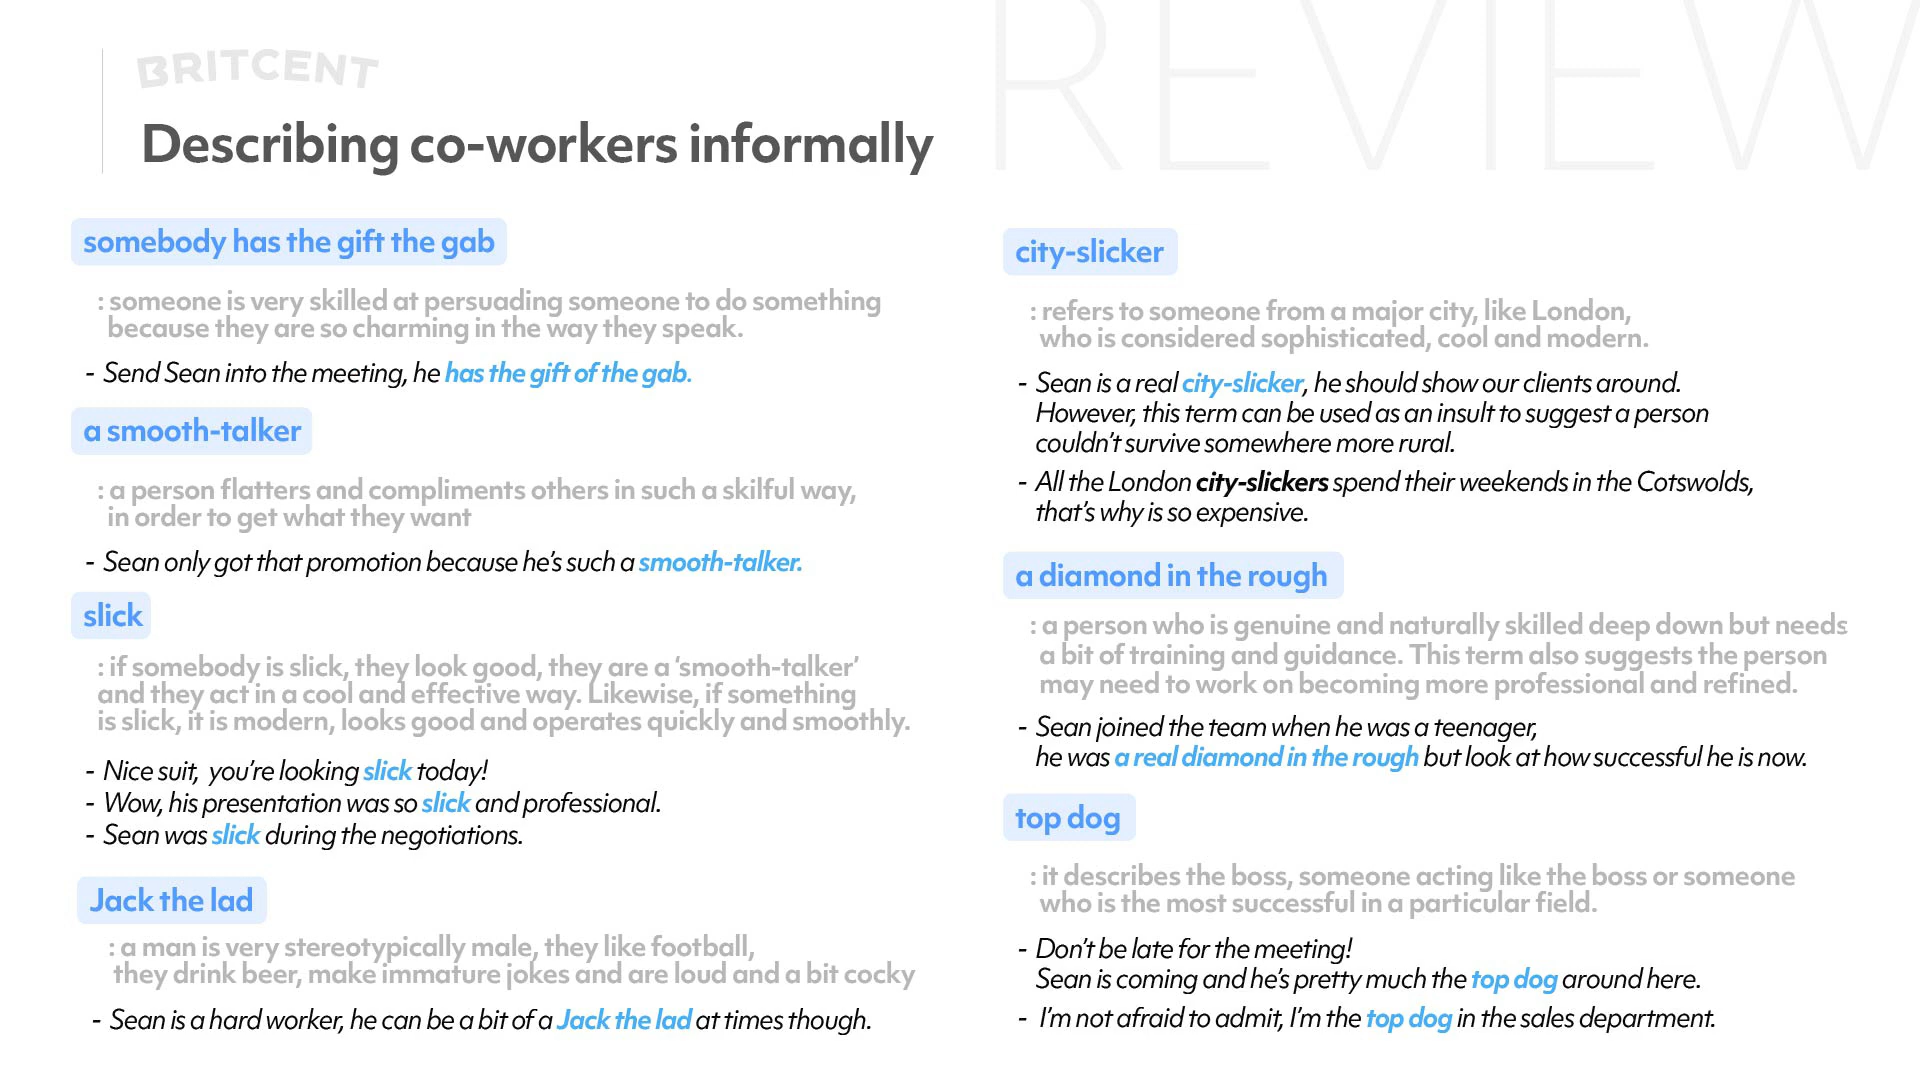 REVIEW
BRITCENT
Describing co-workers informally
somebody has the gift the gab
: someone is very skilled at persuading someone to do something
because they are so charming in the way they speak.
- Send Sean into the meeting, he has the gift of the gab.
a smooth-talker
: a person flatters and compliments others in such a skilful way,
in order to get what they want
- Sean only got that promotion because he's such a smooth-talker.
slick
: if somebody is slick, they look good, they are a ‘smooth-talker’
and they act in a cool and effective way. Likewise, if something
is slick, it is modern, looks good and operates quickly and smoothly.
- Nice suit, you're looking slick today!
- Wow, his presentation was so slick and professional.
- Sean was slick during the negotiations.
Jack the lad
: a man is very stereotypically male, they like football,
they drink beer, make immature jokes and are loud and a bit cocky
- Sean is a hard worker, he can be a bit of a Jack the lad at times though.
city-slicker
: refers to someone from a major city, like London,
who is considered sophisticated, cool and modern.
- Sean is a real city-slicker, he should show our clients around.
However, this term can be used as an insult to suggest a person
couldn't survive somewhere more rural.
- All the London city-slickers spend their weekends in the Cotswolds,
that's why is so expensive.
a diamond in the rough
: a person who is genuine and naturally skilled deep down but needs
a bit of training and guidance. This term also suggests the person
may need to work on becoming more professional and refined.
- Sean joined the team when he was a teenager,
he was a real diamond in the rough but look at how successful he is now.
top dog
: it describes the boss, someone acting like the boss or someone
who is the most successful in a particular field.
- Don't be late for the meeting!
Sean is coming and he's pretty much the top dog around here.
- I'm not afraid to admit, I'm the top dog in the sales department.